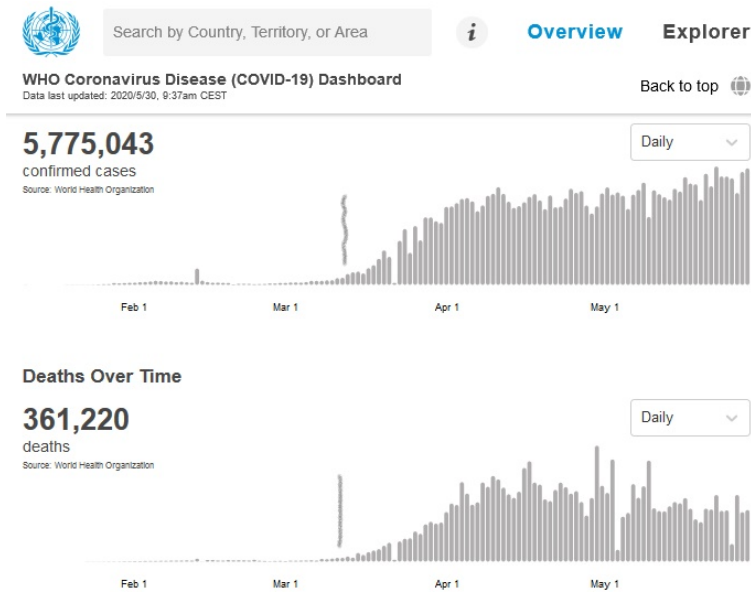 Search by Country, Territory, or Area
i
Overview
Explorer
WHO Coronavirus Disease (COVID-19) Dashboard
Data last updated: 2020/5/30, 9:37am CEST
Back to top
5,775,043
confirmed cases
Source: World Health Organization
Daily
Feb 1
Mar 1
Apr 1
May 1
Deaths Over Time
361,220
deaths
Source: World Health Organization
Daily
Feb 1
Mar 1
Apr 1
May 1